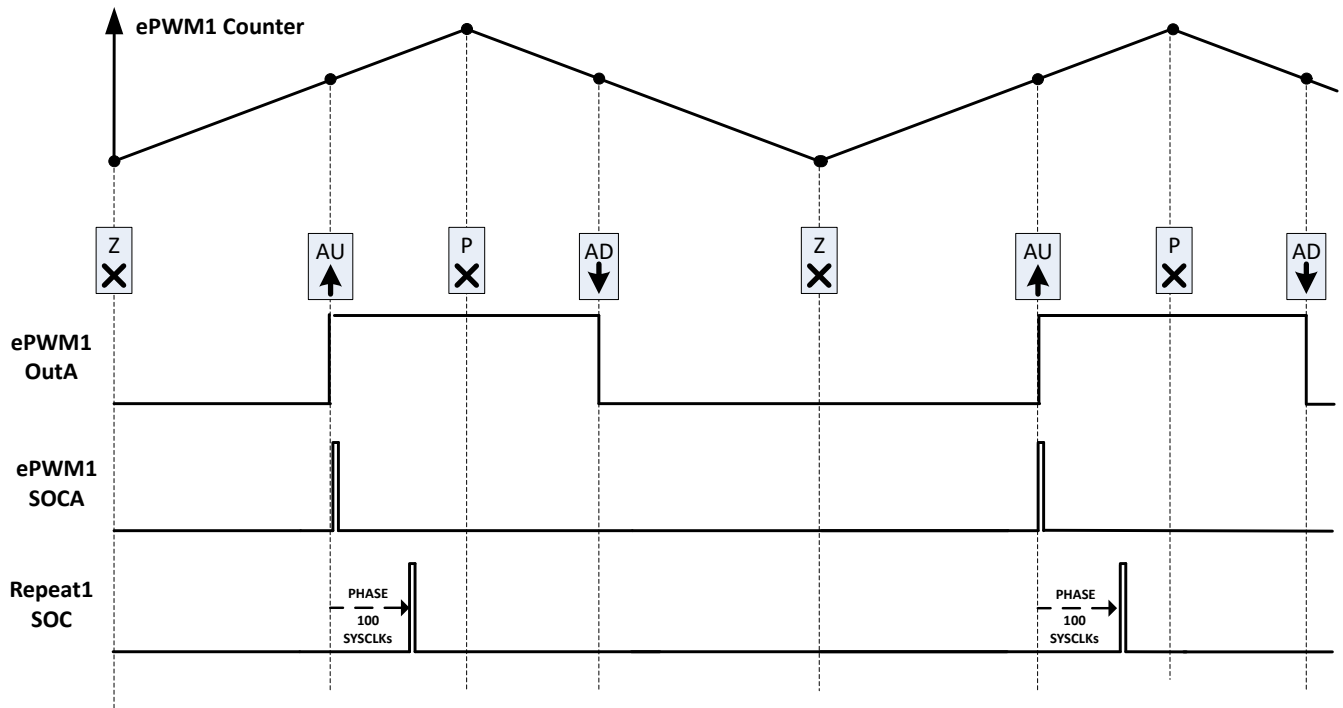 ePWM1 Counter
Z
AU
P
AD
Z
AU
P
AD
ePWM1
OutA
ePWM1
SOCA
Repeat1
SOC
PHASE
100
SYSCLKs
PHASE
100
SYSCLKs